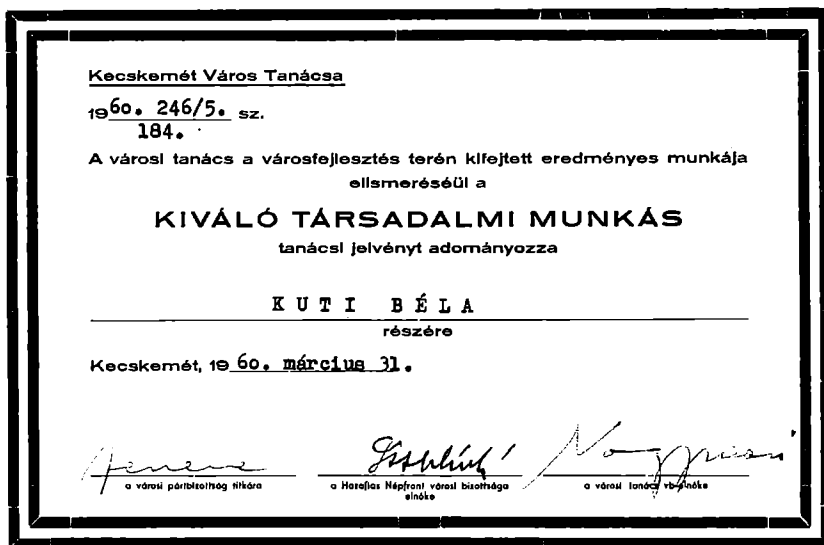 Kecskemét Város Tanácsa
1960. 246/5. sz.
184.
A városi tanács a városfejlesztés terén kifejtett eredményes munkája
elismeréséül a
KIVÁLÓ TÁRSADALMI MUNKÁS
tanácsi jelvényt adományozza
KUTI BÉLA
részére
Kecskemét, 1960. március 31.
a városi pártbizottság titkára
a Hazafias Népfront városi bizottsága
elnöke
a városi tanács vb-elnöke